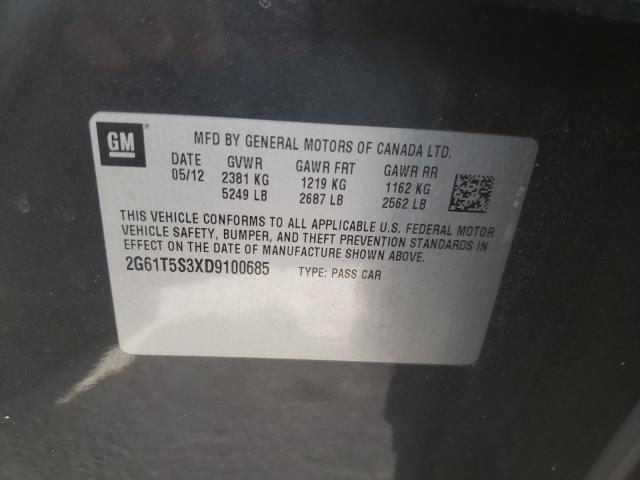 GM
MFD BY GENERAL MOTORS OF CANADA LTD.
DATE GVWR GAWR FRT GAWR RR
05/12 2381 KG 1219 KG 1162 KG
5249 LB 2687 LB 2562 LB
THIS VEHICLE CONFORMS TO ALL APPLICABLE U.S. FEDERAL MOTOR
VEHICLE SAFETY, BUMPER, AND THEFT PREVENTION STANDARDS IN
EFFECT ON THE DATE OF MANUFACTURE SHOWN ABOVE.
2G61T5S3XD9100685 TYPE: PASS CAR